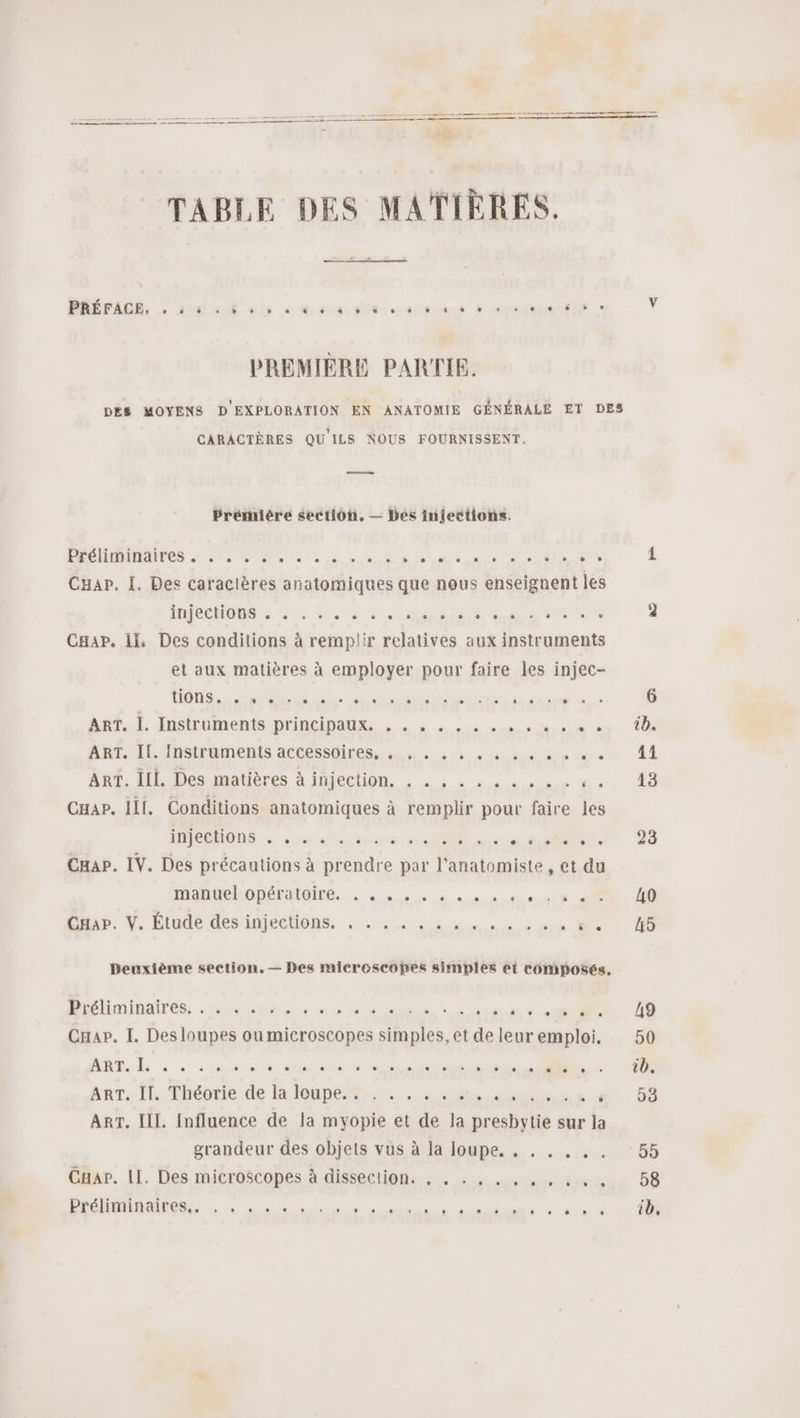 TABLE DES MATIÈRES.
PRÉFACE. . . . . . . . . . . . . . . . . . . . . . . . . V
PREMIÈRE PARTIE.
DES MOYENS D'EXPLORATION EN ANATOMIE GÉNÉRALE ET DES
CARACTÈRES QU'ILS NOUS FOURNISSENT.
Première section. — Des injections.
Préliminaires . . . . . . . . . . . . . . . . . . . . . 1
CHAP. I. Des caractères anatomiques que nous enseignent les
injections . . . . . . . . . . . . . . . . . . . 2
CHAP. II. Des conditions à remplir relatives aux instruments
et aux matières à employer pour faire les injec-
tions. . . . . . . . . . . . . . . . . . . . . 6
ART. I. Instruments principaux. . . . . . . . . . . . . ib.
ART. II. Instruments accessoires. . . . . . . . . . . . 11
ART. III. Des matières à injection. . . . . . . . . . . 13
CHAP. III. Conditions anatomiques à remplir pour faire les
injections . . . . . . . . . . . . . . . . . . . 23
CHAP. IV. Des précautions à prendre par l'anatomiste, et du
manuel opératoire. . . . . . . . . . . . . . . 40
CHAP. V. Étude des injections. . . . . . . . . . . . . . 45
Deuxième section. — Des microscopes simples et composés.
Préliminaires. . . . . . . . . . . . . . . . . . . . . 49
CHAP. I. Des loupes ou microscopes simples, et de leur emploi. 50
ART. I. . . . . . . . . . . . . . . . . . . . . . . . ib.
ART. II. Théorie de la loupe. . . . . . . . . . . . . . 53
ART. III. Influence de la myopie et de la presbytie sur la
grandeur des objets vus à la loupe. . . . . . . 55
CHAP. II. Des microscopes à dissection. . . . . . . . . . 58
Préliminaires,. . . . . . . . . . . . . . . . . . . . . ib.